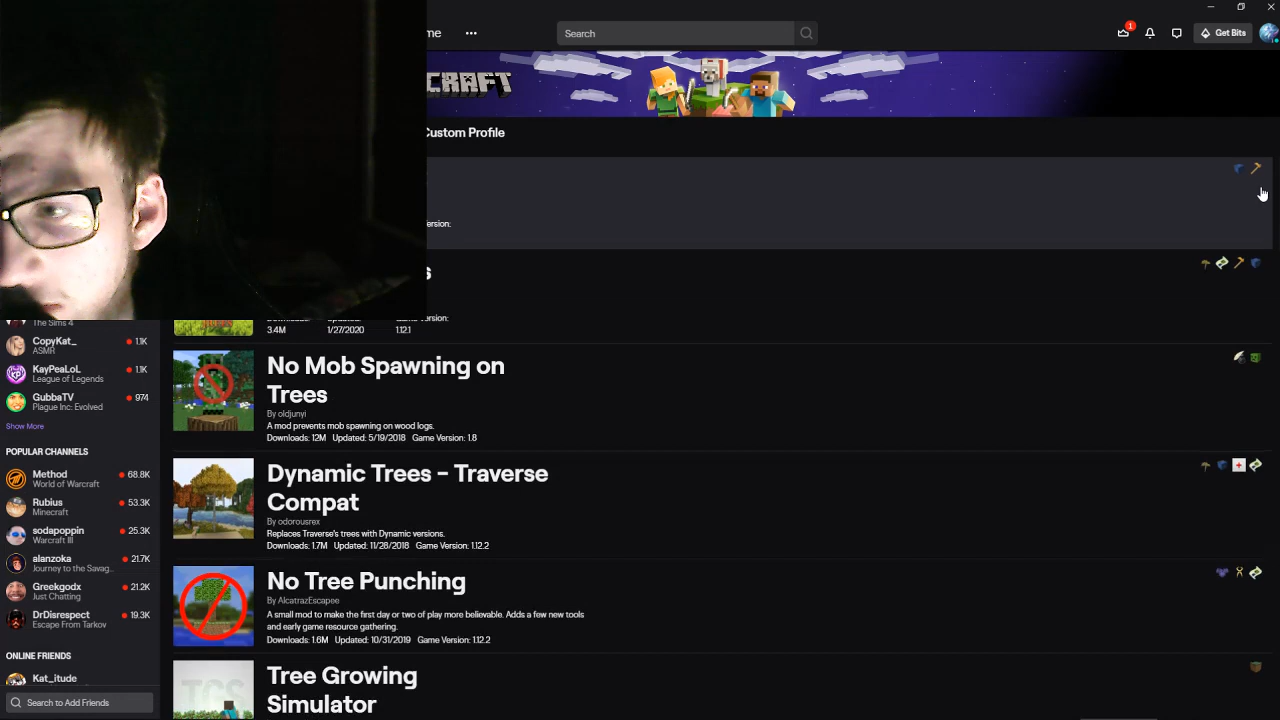 me
Search
1
Get Bits
CRAFT
Custom Profile
ersion:
s
ersion:
3.4M 1/27/2020 1.12.1
The Sims 4
CopyKat_ 1.1K
ASMR
KayPeaLoL 1.1K
League of Legends
GubbaTV 974
Plague Inc: Evolved
Show More
POPULAR CHANNELS
Method 68.8K
World of Warcraft
Rubius 53.3K
Minecraft
sodapoppin 25.3K
Warcraft III
alanzoka 21.7K
Journey to the Savag...
Greekgodx 21.2K
Just Chatting
DrDisrespect 19.3K
Escape From Tarkov
ONLINE FRIENDS
Kat_itude
Search to Add Friends
No Mob Spawning on
Trees
By oldjunyi
A mod prevents mob spawning on wood logs.
Downloads: 12M Updated: 5/19/2018 Game Version: 1.8
Dynamic Trees - Traverse
Compat
By odorousrex
Replaces Traverse's trees with Dynamic versions.
Downloads: 1.7M Updated: 11/28/2018 Game Version: 1.12.2
No Tree Punching
By AlcatrazEscapee
A small mod to make the first day or two of play more believable. Adds a few new tools
and early game resource gathering.
Downloads: 1.6M Updated: 10/31/2019 Game Version: 1.12.2
Tree Growing
Simulator
TGS